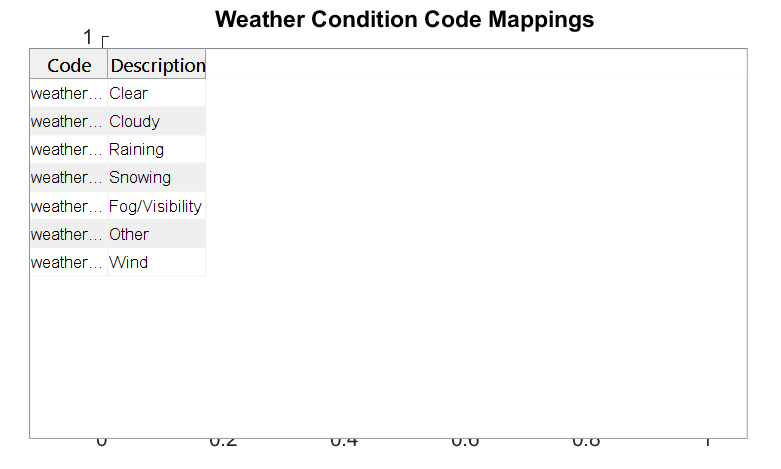 Weather Condition Code Mappings
1
Code Description
weather... Clear
weather... Cloudy
weather... Raining
weather... Snowing
weather... Fog/Visibility
weather... Other
weather... Wind
0 0.2 0.4 0.6 0.8 1